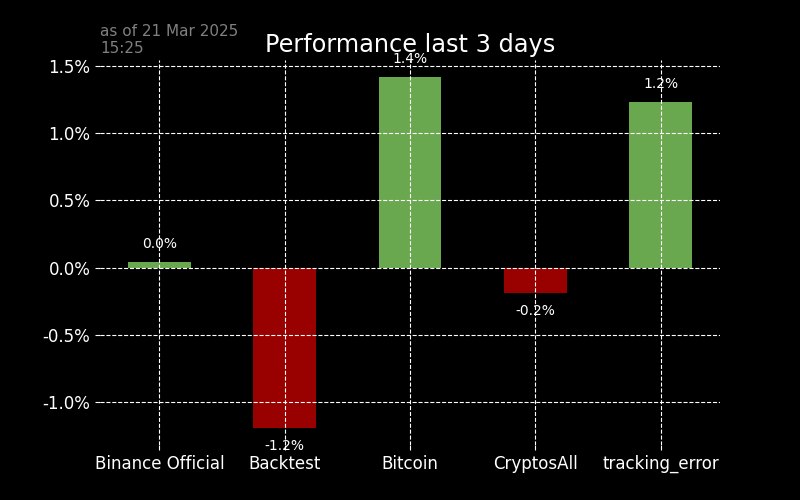 as of 21 Mar 2025
15:25
Performance last 3 days
1.5%
1.0%
0.5%
0.0%
-0.5%
-1.0%
0.0%
-1.2%
1.4%
-0.2%
1.2%
Binance Official
Backtest
Bitcoin
CryptosAll
tracking_error